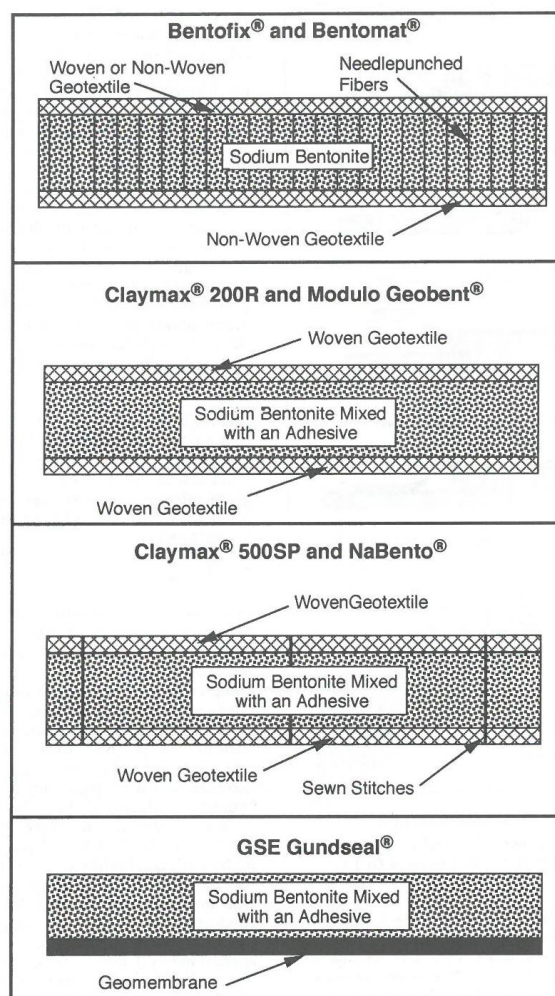 Bentofix® and Bentomat®
Woven or Non-Woven
Geotextile
Needlepunched
Fibers
Sodium Bentonite
Non-Woven Geotextile
Claymax® 200R and Modulo Geobent®
Woven Geotextile
Sodium Bentonite Mixed
with an Adhesive
Woven Geotextile
Claymax® 500SP and NaBento®
WovenGeotextile
Sodium Bentonite Mixed
with an Adhesive
Woven Geotextile
Sewn Stitches
GSE Gundseal®
Sodium Bentonite Mixed
with an Adhesive
Geomembrane